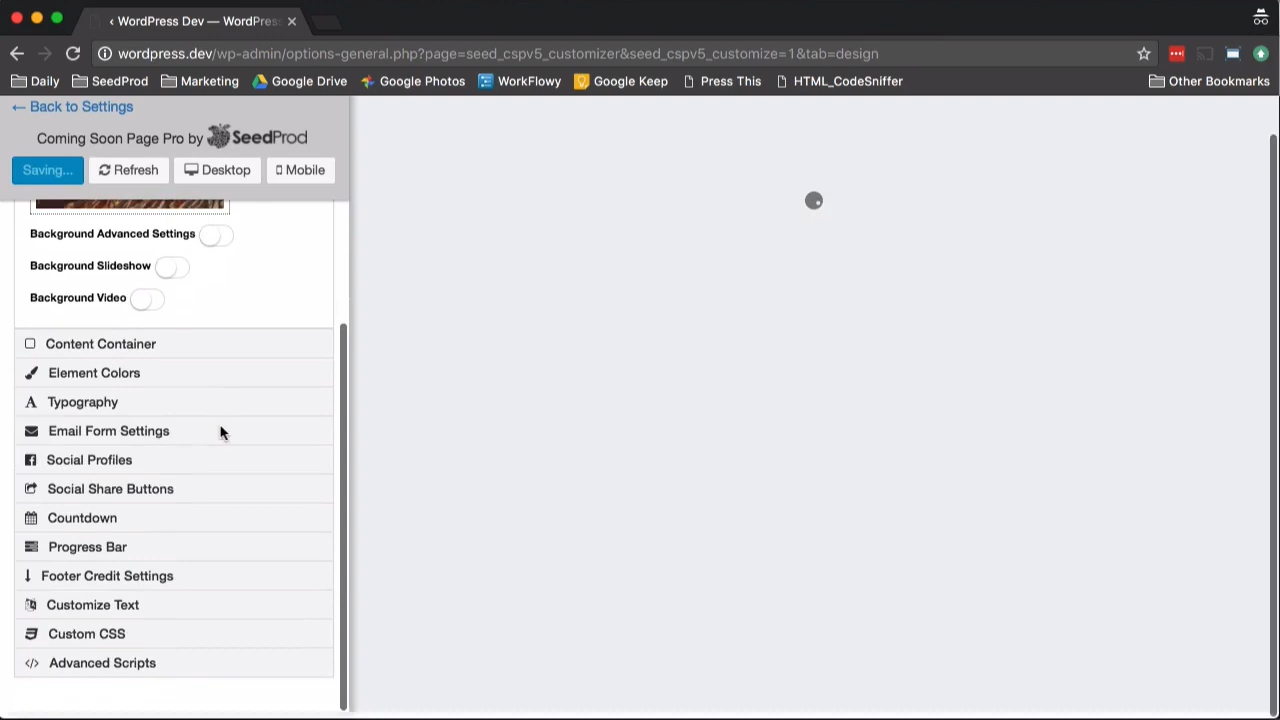 ‹ WordPress Dev — WordPress
wordpress.dev/wp-admin/options-general.php?page=seed_cspv5_customizer&seed_cspv5_customize=1&tab=design
Daily SeedProd Marketing Google Drive Google Photos WorkFlowy Google Keep Press This HTML_CodeSniffer Other Bookmarks
← Back to Settings
Coming Soon Page Pro by SeedProd
Saving... Refresh Desktop Mobile
Background Advanced Settings
Background Slideshow
Background Video
Content Container
Element Colors
Typography
Email Form Settings
Social Profiles
Social Share Buttons
Countdown
Progress Bar
Footer Credit Settings
Customize Text
Custom CSS
Advanced Scripts